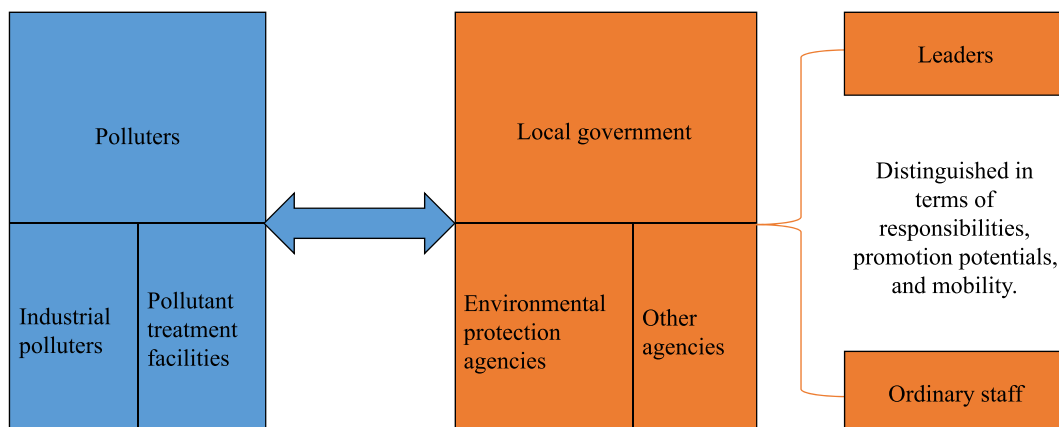 Polluters
Industrial
polluters
Pollutant
treatment
facilities
Local government
Environmental
protection
agencies
Other
agencies
Leaders
Distinguished in
terms of
responsibilities,
promotion potentials,
and mobility.
Ordinary staff